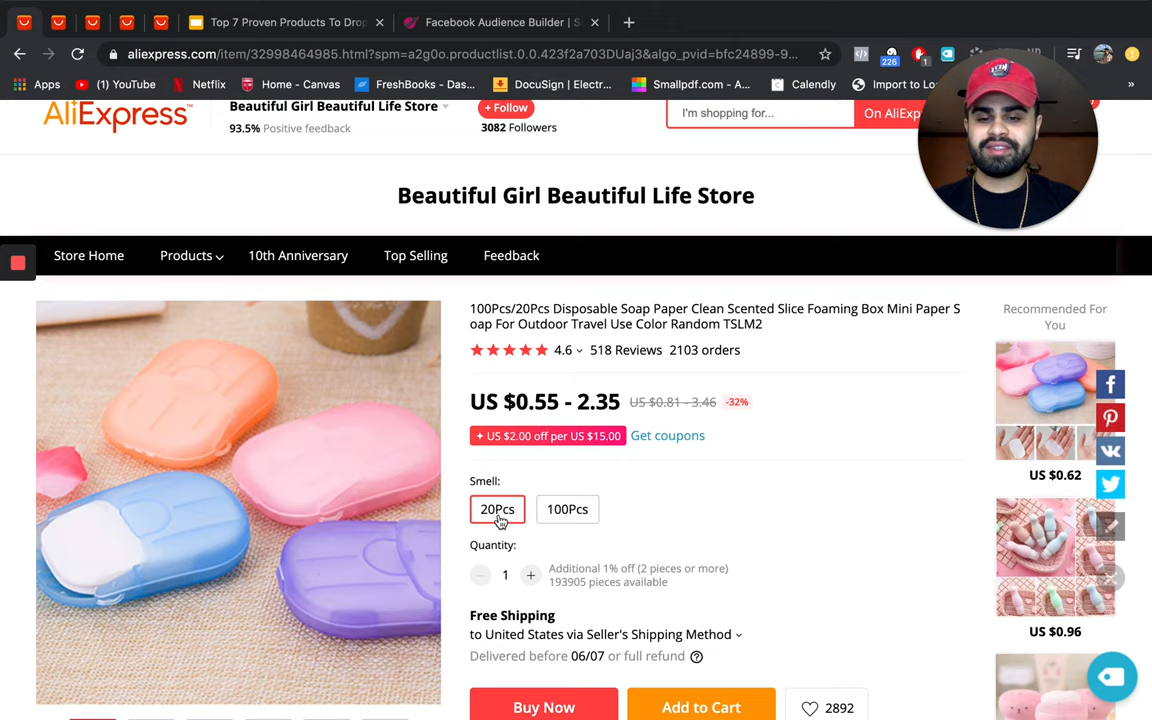 Top 7 Proven Products To Drop
Facebook Audience Builder | S
aliexpress.com/item/32998464985.html?spm=a2g0o.productlist.0.0.423f2a703DUaj3&algo_pvid=bfc24899-9...
226
1
Apps
(1) YouTube
Netflix
Home - Canvas
FreshBooks - Das...
DocuSign | Electr...
Smallpdf.com - A...
Calendly
Import to Lo
»
AliExpress™
Beautiful Girl Beautiful Life Store
93.5% Positive feedback
+ Follow
3082 Followers
I'm shopping for...
On AliExp
Beautiful Girl Beautiful Life Store
Store Home
Products
10th Anniversary
Top Selling
Feedback
100Pcs/20Pcs Disposable Soap Paper Clean Scented Slice Foaming Box Mini Paper S
oap For Outdoor Travel Use Color Random TSLM2
4.6
518 Reviews
2103 orders
US $0.55 - 2.35
US $0.81 - 3.46
-32%
US $2.00 off per US $15.00
Get coupons
Smell:
20Pcs
100Pcs
Quantity:
1
Additional 1% off (2 pieces or more)
193905 pieces available
Free Shipping
to United States via Seller's Shipping Method
Delivered before 06/07 or full refund
Buy Now
Add to Cart
2892
Recommended For
You
US $0.62
US $0.96